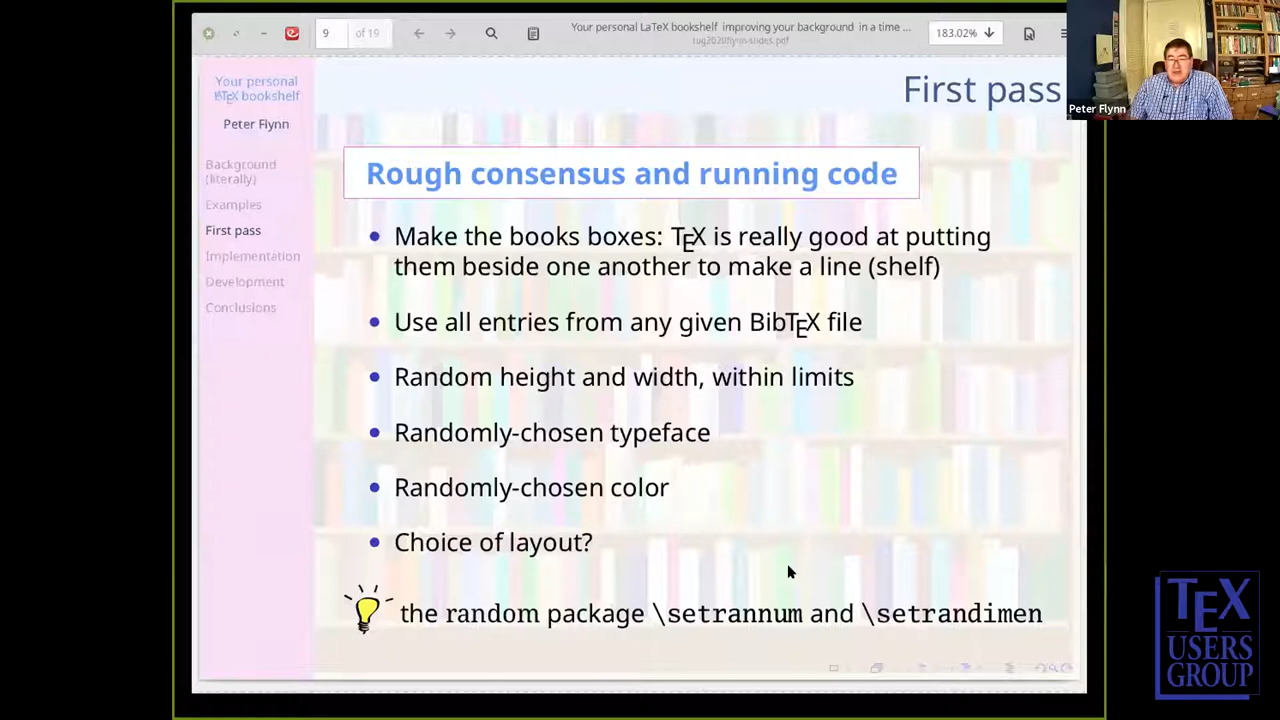 9
of 19
Your personal LaTeX bookshelf improving your background in a time ...
tug2020flynn-slides.pdf
183.02%
Your personal
LATEX bookshelf
Peter Flynn
Background
(literally)
Examples
First pass
Implementation
Development
Conclusions
First pass
Rough consensus and running code
• Make the books boxes: TEX is really good at putting
them beside one another to make a line (shelf)
• Use all entries from any given BibTEX file
• Random height and width, within limits
• Randomly-chosen typeface
• Randomly-chosen color
• Choice of layout?
the random package \setrannum and \setrandimen
Peter Flynn
TEX
USERS
GROUP